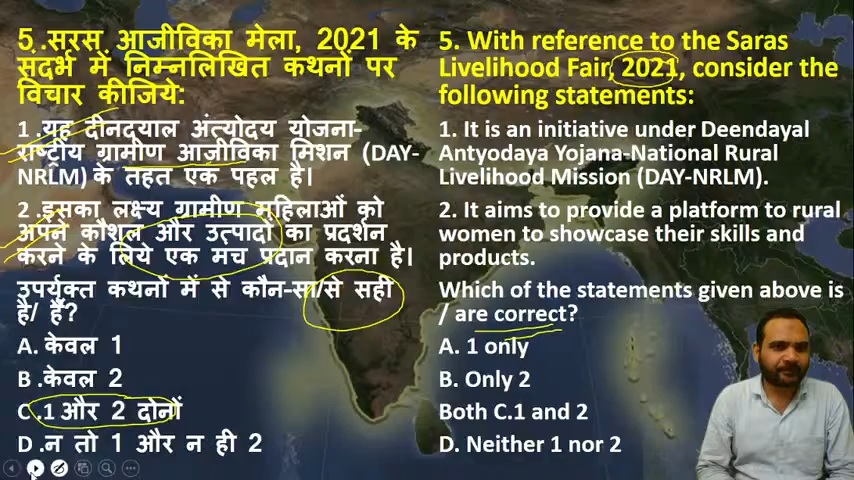 5 .सरस आजीविका मेला, 2021 के
संदर्भ में निम्नलिखित कथनों पर
विचार कीजिये:
1 .यह दीनदयाल अंत्योदय योजना-
राष्ट्रीय ग्रामीण आजीविका मिशन (DAY-
NRLM) के तहत एक पहल है।
2 .इसका लक्ष्य ग्रामीण महिलाओं को
अपने कौशल और उत्पादों का प्रदर्शन
करने के लिये एक मंच प्रदान करना है।
उपर्युक्त कथनों में से कौन-सा/से सही
है/ हैं?
A. केवल 1
B .केवल 2
C .1 और 2 दोनों
D .न तो 1 और न ही 2
5. With reference to the Saras
Livelihood Fair, 2021, consider the
following statements:
1. It is an initiative under Deendayal
Antyodaya Yojana-National Rural
Livelihood Mission (DAY-NRLM).
2. It aims to provide a platform to rural
women to showcase their skills and
products.
Which of the statements given above is
/ are correct?
A. 1 only
B. Only 2
Both C.1 and 2
D. Neither 1 nor 2